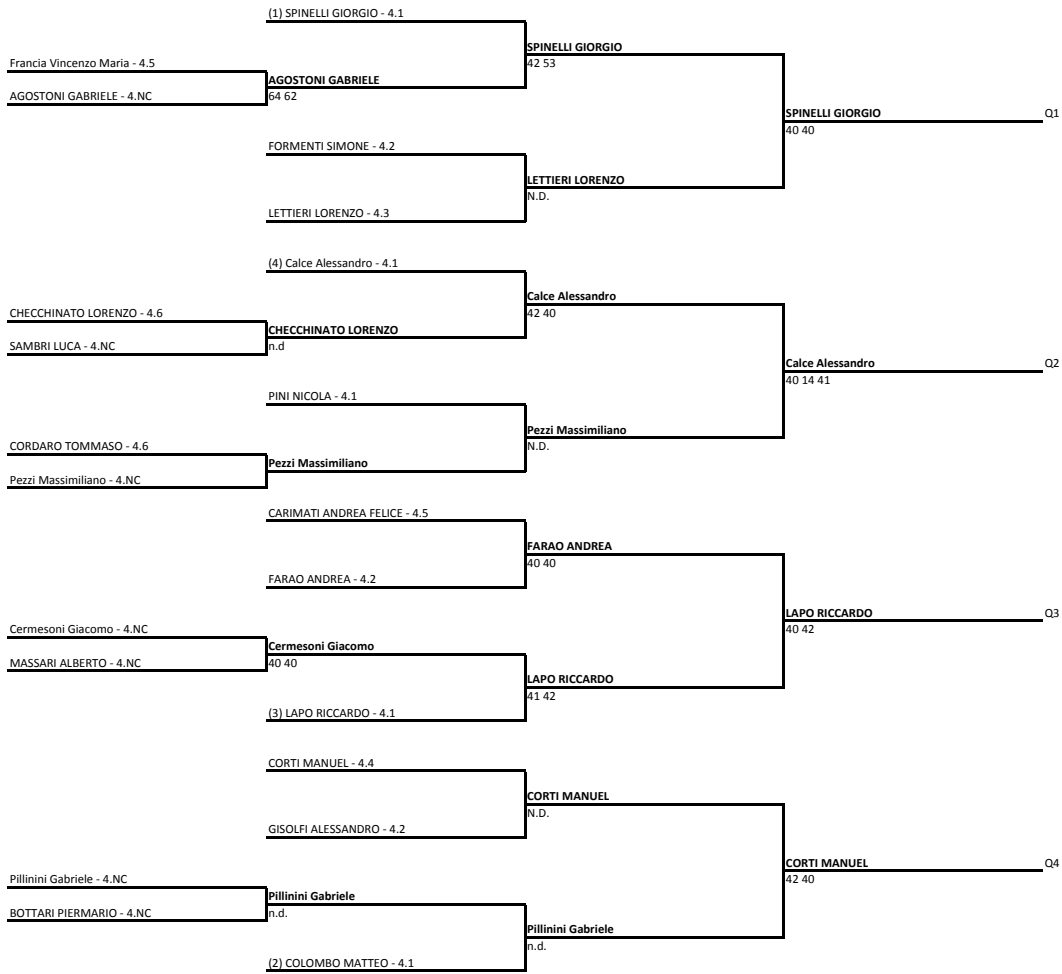 (1) SPINELLI GIORGIO - 4.1
SPINELLI GIORGIO
Francia Vincenzo Maria - 4.5
42 53
AGOSTONI GABRIELE
AGOSTONI GABRIELE - 4.NC
64 62
SPINELLI GIORGIO
Q1
40 40
FORMENTI SIMONE - 4.2
LETTIERI LORENZO
N.D.
LETTIERI LORENZO - 4.3
(4) Calce Alessandro - 4.1
Calce Alessandro
CHECCHINATO LORENZO - 4.6
42 40
CHECCHINATO LORENZO
SAMBRI LUCA - 4.NC
n.d
Calce Alessandro
Q2
40 14 41
PINI NICOLA - 4.1
Pezzi Massimiliano
CORDARO TOMMASO - 4.6
N.D.
Pezzi Massimiliano
Pezzi Massimiliano - 4.NC
CARIMATI ANDREA FELICE - 4.5
FARAO ANDREA
40 40
FARAO ANDREA - 4.2
LAPO RICCARDO
Q3
Cermesoni Giacomo - 4.NC
40 42
Cermesoni Giacomo
MASSARI ALBERTO - 4.NC
40 40
LAPO RICCARDO
41 42
(3) LAPO RICCARDO - 4.1
CORTI MANUEL - 4.4
CORTI MANUEL
N.D.
GISOLFI ALESSANDRO - 4.2
CORTI MANUEL
Q4
Pillinini Gabriele - 4.NC
42 40
Pillinini Gabriele
BOTTARI PIERMARIO - 4.NC
n.d.
Pillinini Gabriele
n.d.
(2) COLOMBO MATTEO - 4.1